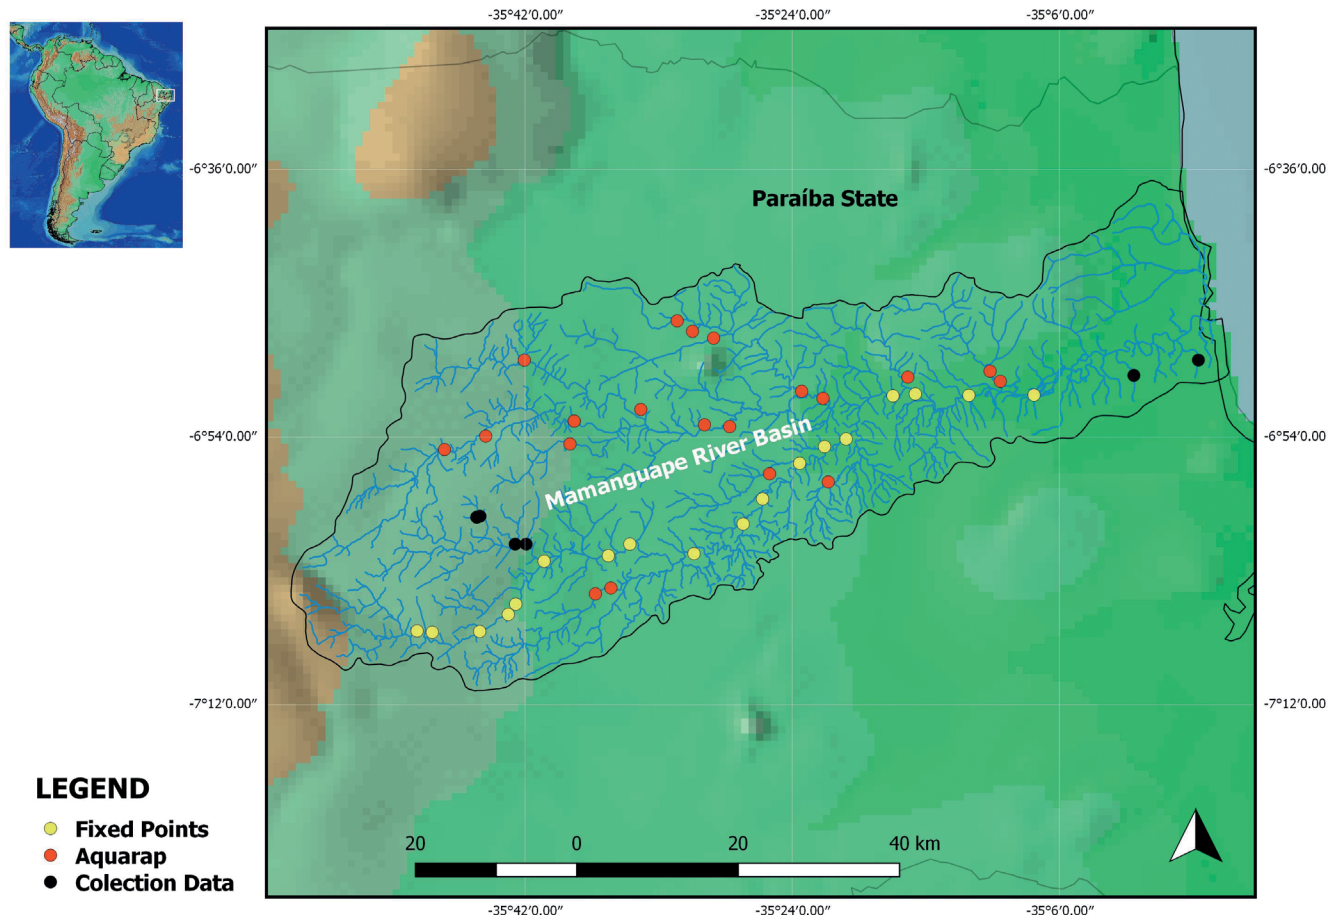 -35°42′0.00″ -35°24′0.00″ -35°6′0.00″
-6°36′0.00″ -6°36′0.00
Paraíba State
-6°54′0.00″ -6°54′0.00
Mamanguape River Basin
-7°12′0.00″ -7°12′0.00
LEGEND
Fixed Points
Aquarap
Colection Data
20 0 20 40 km
-35°42′0.00″ -35°24′0.00″ -35°6′0.00″